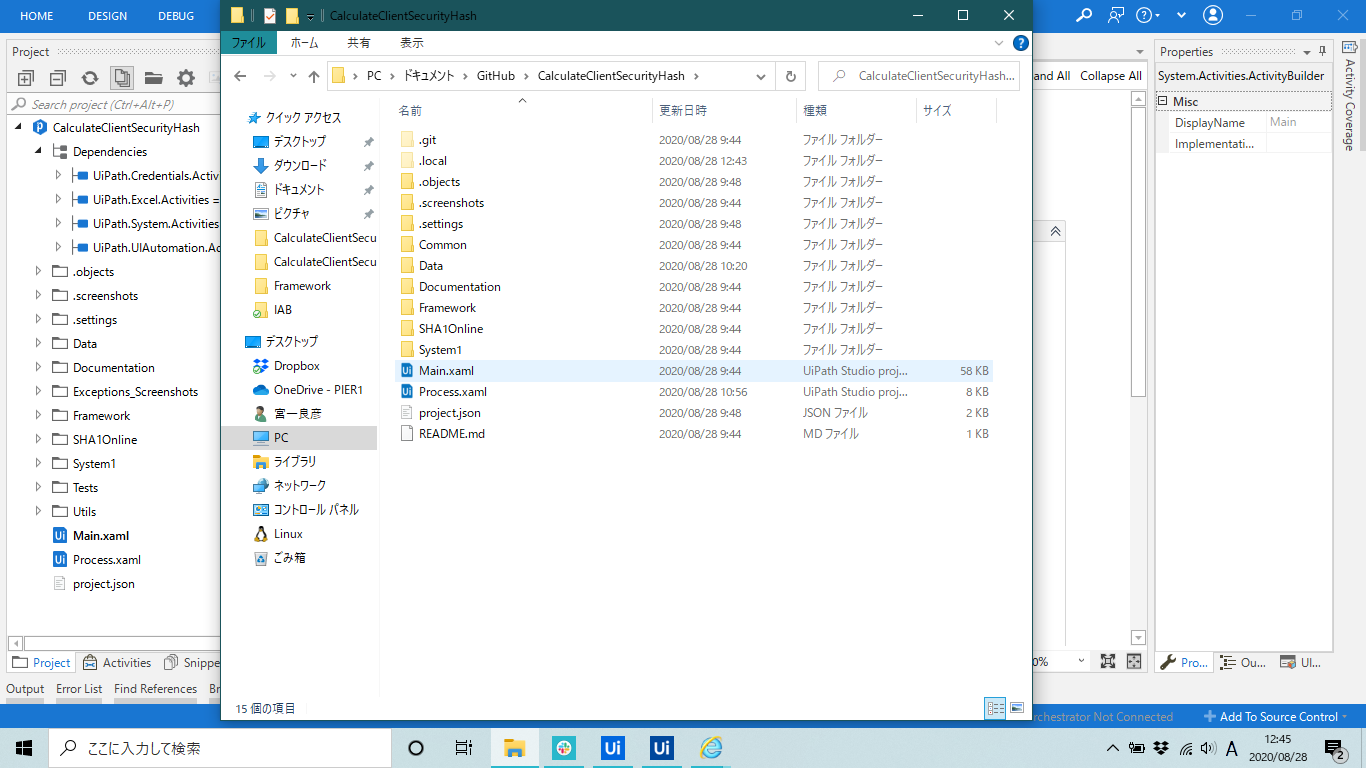 HOME DESIGN DEBUG
CalculateClientSecurityHash
ファイル ホーム 共有 表示
PC › ドキュメント › GitHub › CalculateClientSecurityHash ›
CalculateClientSecurityHash...
Project
Search project (Ctrl+Alt+P)
CalculateClientSecurityHash
Dependencies
UiPath.Credentials.Activ
UiPath.Excel.Activities =
UiPath.System.Activities
UiPath.UIAutomation.Ac
.objects
.screenshots
.settings
Data
Documentation
Exceptions_Screenshots
Framework
SHA1Online
System1
Tests
Utils
Main.xaml
Process.xaml
project.json
Project Activities Snippe
Output Error List Find References Br
クイック アクセス
デスクトップ
ダウンロード
ドキュメント
ピクチャ
CalculateClientSecu
CalculateClientSecu
Framework
IAB
デスクトップ
Dropbox
OneDrive - PIER1
富一良彦
PC
ライブラリ
ネットワーク
コントロール パネル
Linux
ごみ箱
名前 更新日時 種類 サイズ
.git 2020/08/28 9:44 ファイル フォルダー
.local 2020/08/28 12:43 ファイル フォルダー
.objects 2020/08/28 9:48 ファイル フォルダー
.screenshots 2020/08/28 9:44 ファイル フォルダー
.settings 2020/08/28 9:48 ファイル フォルダー
Common 2020/08/28 9:44 ファイル フォルダー
Data 2020/08/28 10:20 ファイル フォルダー
Documentation 2020/08/28 9:44 ファイル フォルダー
Framework 2020/08/28 9:44 ファイル フォルダー
SHA1Online 2020/08/28 9:44 ファイル フォルダー
System1 2020/08/28 9:44 ファイル フォルダー
Main.xaml 2020/08/28 9:44 UiPath Studio proj... 58 KB
Process.xaml 2020/08/28 10:56 UiPath Studio proj... 8 KB
project.json 2020/08/28 9:48 JSON ファイル 2 KB
README.md 2020/08/28 9:44 MD ファイル 1 KB
15 個の項目
and All Collapse All
Properties
System.Activities.ActivityBuilder
Misc
DisplayName Main
Implementati...
Activity Coverage
0%
Pro... Ou... UI...
rchestrator Not Connected
Add To Source Control
ここに入力して検索
Ui Ui
A
12:45
2020/08/28
2